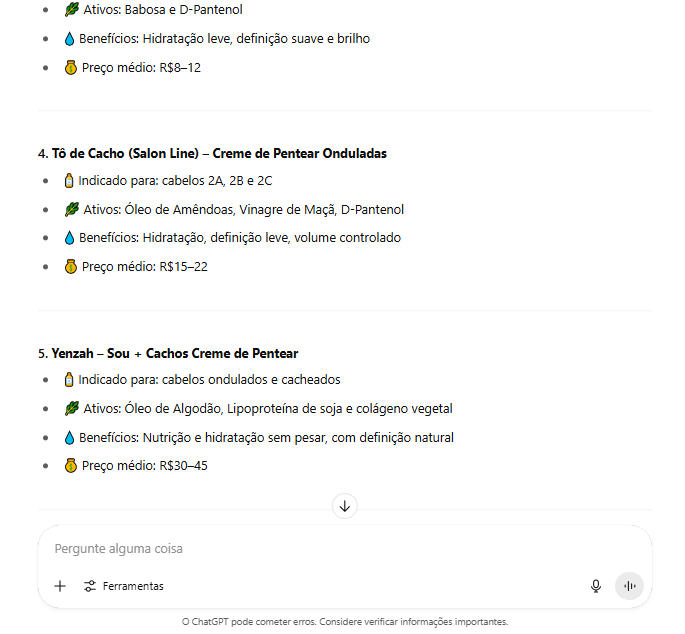 Ativos: Babosa e D-Pantenol
Benefícios: Hidratação leve, definição suave e brilho
Preço médio: R$8–12
4. Tô de Cacho (Salon Line) – Creme de Pentear Onduladas
Indicado para: cabelos 2A, 2B e 2C
Ativos: Óleo de Amêndoas, Vinagre de Maçã, D-Pantenol
Benefícios: Hidratação, definição leve, volume controlado
Preço médio: R$15–22
5. Yenzah – Sou + Cachos Creme de Pentear
Indicado para: cabelos ondulados e cacheados
Ativos: Óleo de Algodão, Lipoproteína de soja e colágeno vegetal
Benefícios: Nutrição e hidratação sem pesar, com definição natural
Preço médio: R$30–45
Pergunte alguma coisa
Ferramentas
O ChatGPT pode cometer erros. Considere verificar informações importantes.